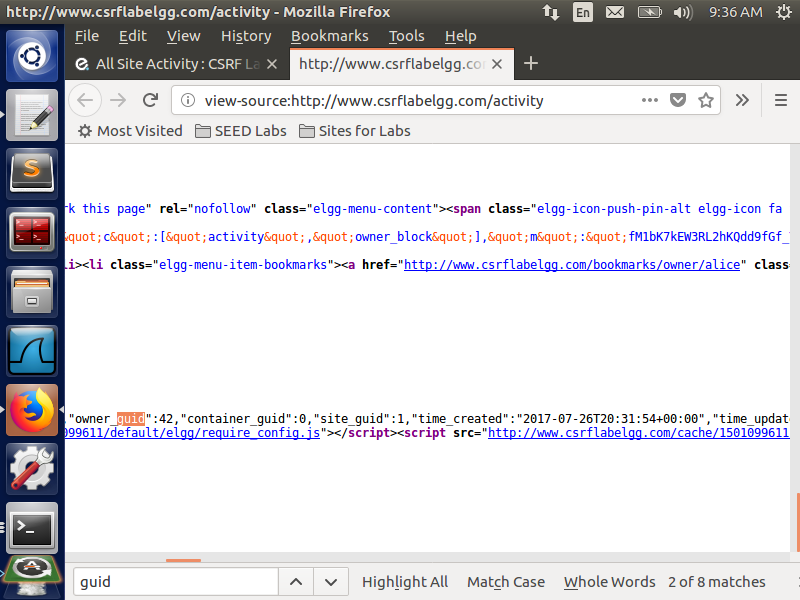 http://www.csrflabelgg.com/activity - Mozilla Firefox
En
9:36 AM
File Edit View History Bookmarks Tools Help
All Site Activity : CSRF La
http://www.csrflabelgg.co
view-source:http://www.csrflabelgg.com/activity
Most Visited SEED Labs Sites for Labs
rk this page" rel="nofollow" class="elgg-menu-content"><span class="elgg-icon-push-pin-alt elgg-icon fa
&quot;c&quot;:[&quot;activity&quot;,&quot;owner_block&quot;],&quot;m&quot;:&quot;fM1bK7kEW3RL2hKQdd9fGf_
li><li class="elgg-menu-item-bookmarks"><a href="http://www.csrflabelgg.com/bookmarks/owner/alice" class
,"owner_guid":42,"container_guid":0,"site_guid":1,"time_created":"2017-07-26T20:31:54+00:00","time_update
099611/default/elgg/require_config.js"></script><script src="http://www.csrflabelgg.com/cache/1501099611
guid
Highlight All Match Case Whole Words 2 of 8 matches